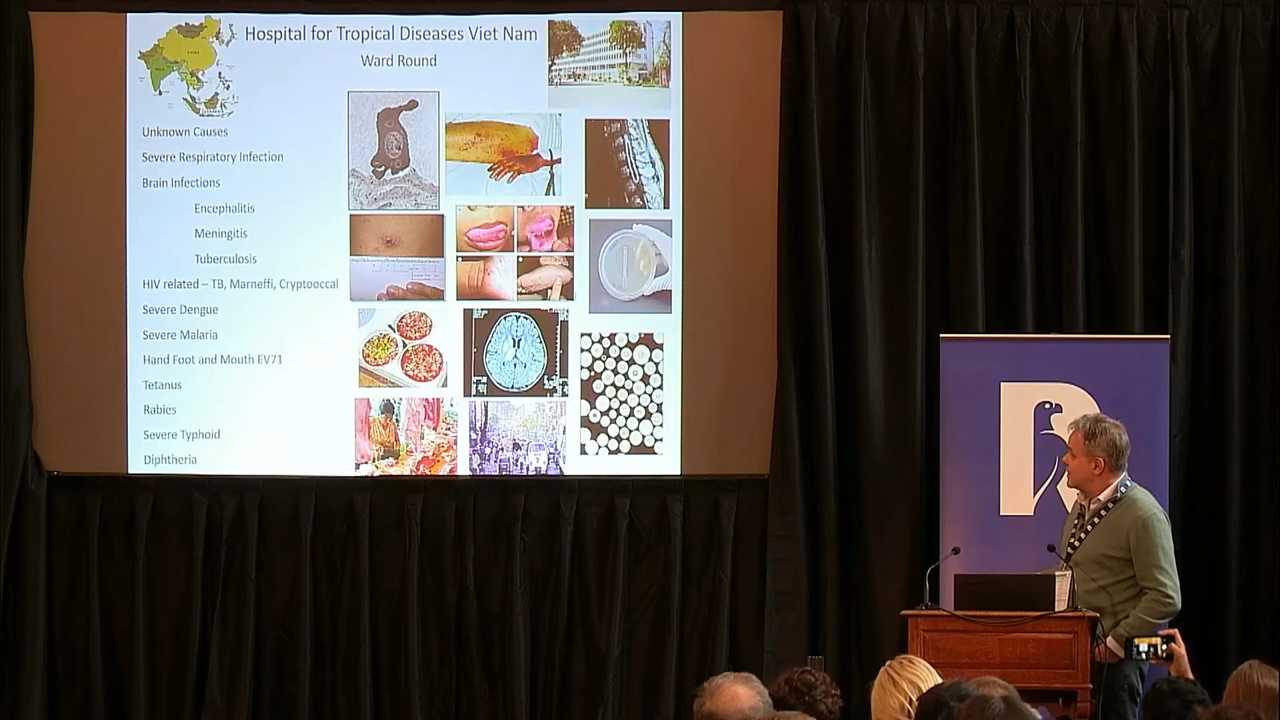 Hospital for Tropical Diseases Viet Nam
Ward Round
Unknown Causes
Severe Respiratory Infection
Brain Infections
Encephalitis
Meningitis
Tuberculosis
HIV related – TB, Marneffi, Cryptooccal
Severe Dengue
Severe Malaria
Hand Foot and Mouth EV71
Tetanus
Rabies
Severe Typhoid
Diphtheria
R